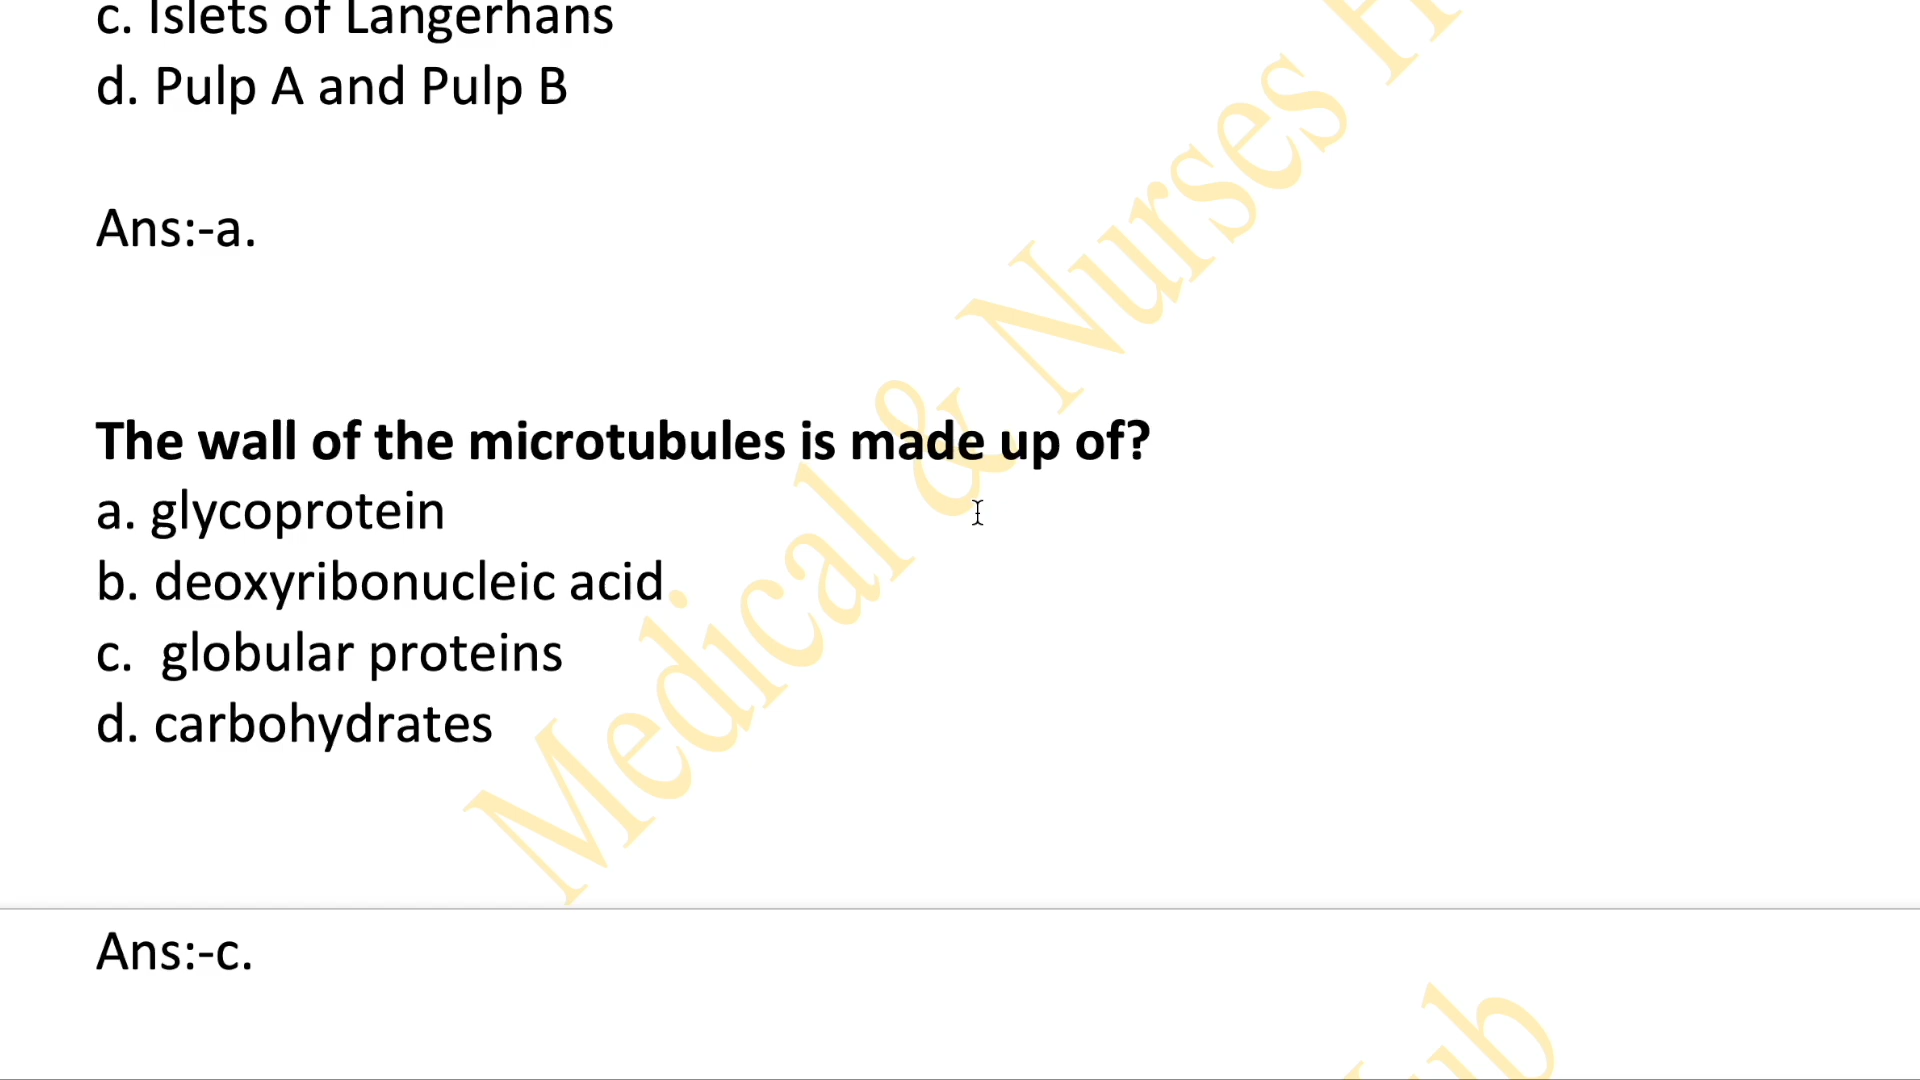 c. Islets of Langerhans
d. Pulp A and Pulp B
Ans:-a.
The wall of the microtubules is made up of?
a. glycoprotein
b. deoxyribonucleic acid
c.  globular proteins
d. carbohydrates
Ans:-c.
Medical & Nurses H
ub